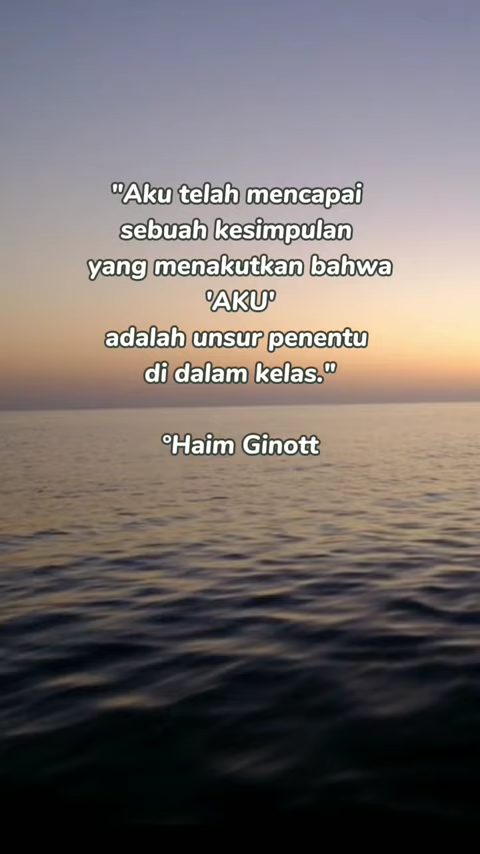 "Aku telah mencapai
sebuah kesimpulan
yang menakutkan bahwa
'AKU'
adalah unsur penentu
di dalam kelas."
°Haim Ginott